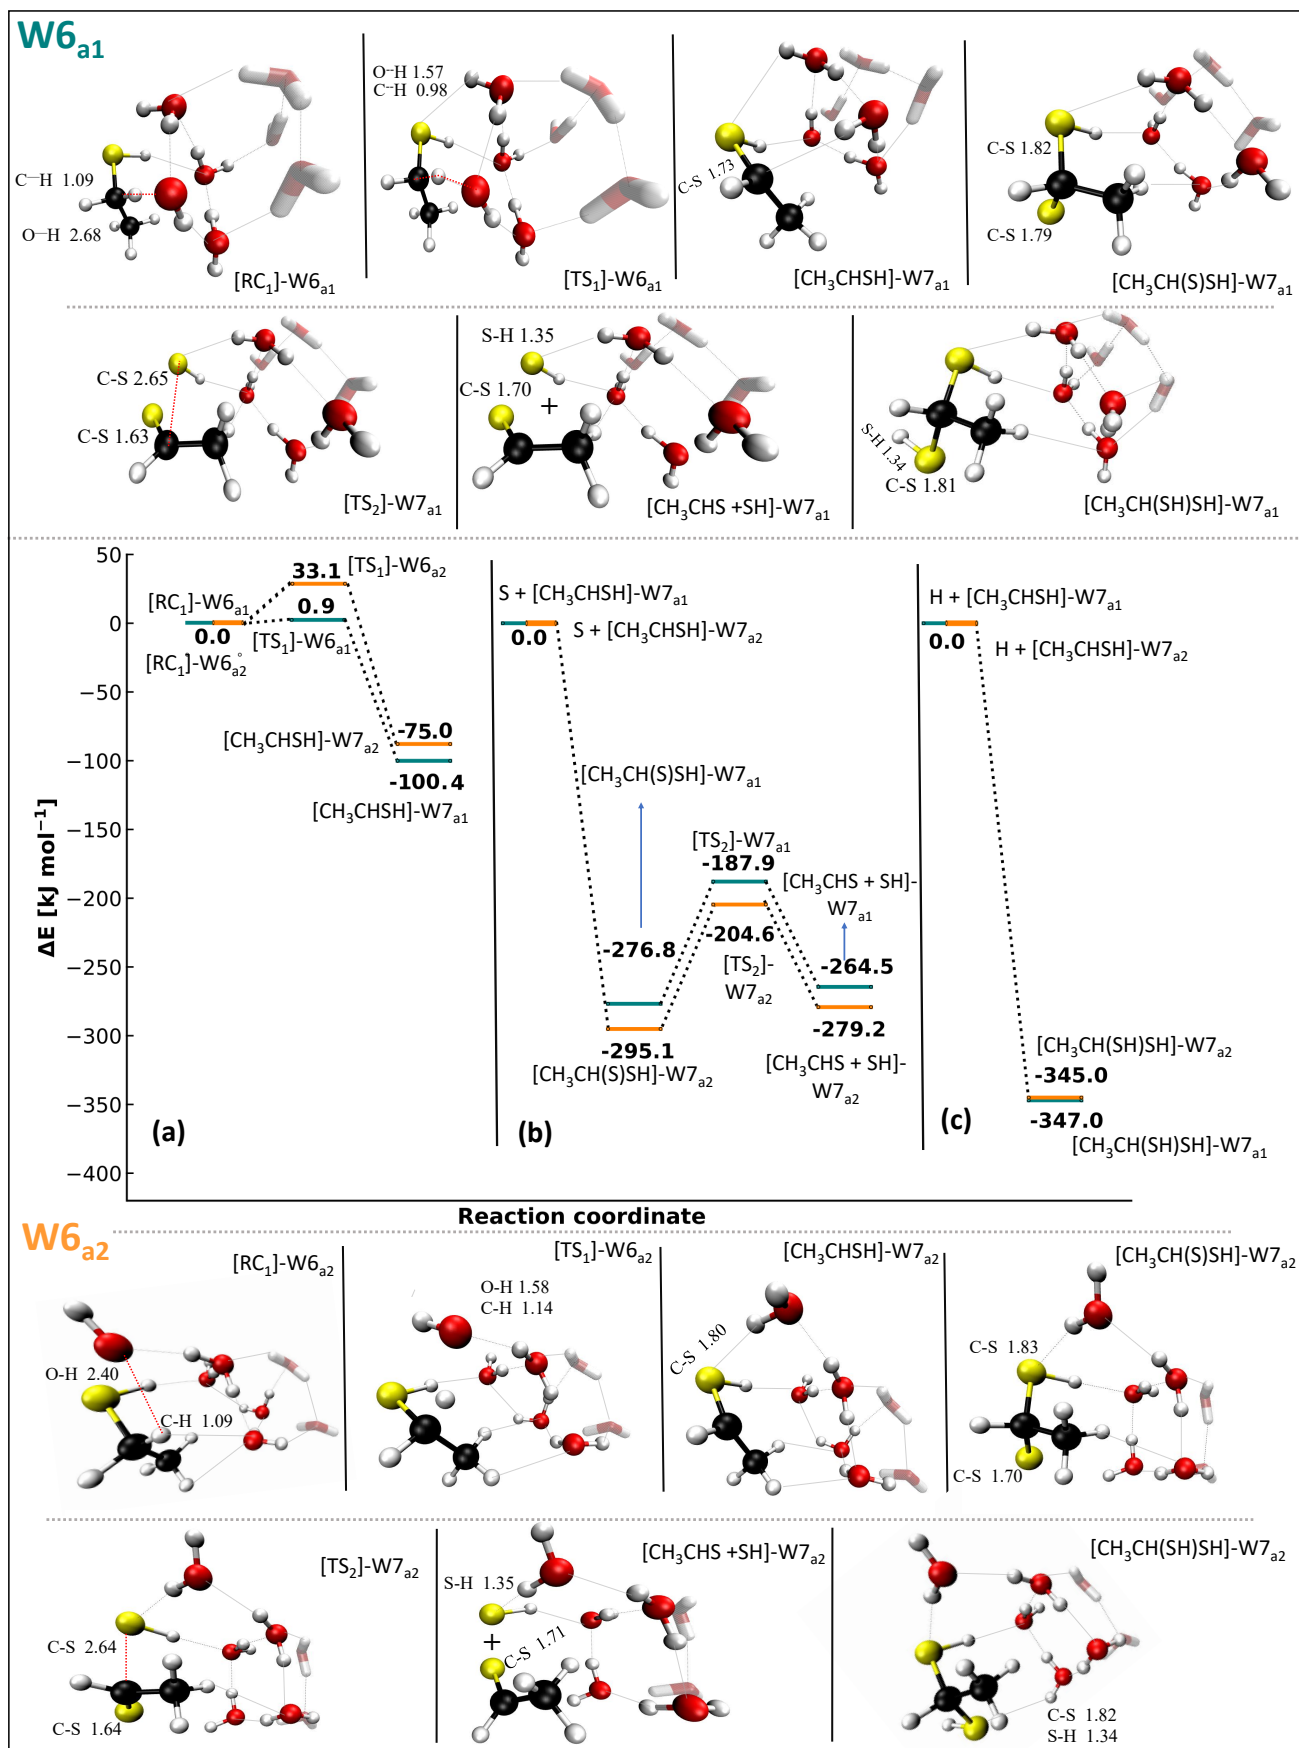 W6a1
O--H 1.57
C--H 0.98
C—H 1.09
O—H 2.68
C-S 1.73
C-S 1.82
C-S 1.79
[RC1]-W6a1
[TS1]-W6a1
[CH3CHSH]-W7a1
[CH3CH(S)SH]-W7a1
C-S 2.65
C-S 1.63
S-H 1.35
C-S 1.70
+
S-H 1.34
C-S 1.81
[TS2]-W7a1
[CH3CHS +SH]-W7a1
[CH3CH(SH)SH]-W7a1
ΔE [kJ mol−1]
50
0
−50
−100
−150
−200
−250
−300
−350
−400
33.1
[TS1]-W6a2
[RC1]-W6a1
0.9
0.0
[TS1]-W6a1
[RC1]-W6a2
[CH3CHSH]-W7a2
-75.0
-100.4
[CH3CHSH]-W7a1
(a)
S + [CH3CHSH]-W7a1
0.0
S + [CH3CHSH]-W7a2
[CH3CH(S)SH]-W7a1
-276.8
-295.1
[CH3CH(S)SH]-W7a2
[TS2]-W7a1
-187.9
-204.6
[TS2]-
W7a2
[CH3CHS + SH]-
W7a1
-264.5
-279.2
[CH3CHS + SH]-
W7a2
(b)
H + [CH3CHSH]-W7a1
0.0
H + [CH3CHSH]-W7a2
[CH3CH(SH)SH]-W7a2
-345.0
-347.0
[CH3CH(SH)SH]-W7a1
(c)
Reaction coordinate
W6a2
[RC1]-W6a2
[TS1]-W6a2
[CH3CHSH]-W7a2
[CH3CH(S)SH]-W7a2
O-H 2.40
C-H 1.09
O-H 1.58
C-H 1.14
C-S 1.80
C-S 1.83
C-S 1.70
[TS2]-W7a2
[CH3CHS +SH]-W7a2
[CH3CH(SH)SH]-W7a2
C-S 2.64
C-S 1.64
S-H 1.35
+
C-S 1.71
C-S 1.82
S-H 1.34